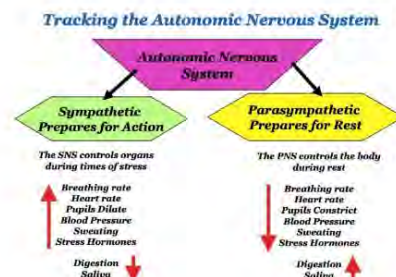 Tracking the Autonomic Nervous System
Autonomic Nervous
System
Sympathetic
Prepares for Action
The SNS controls organs
during times of stress
Breathing rate
Heart rate
Pupils Dilate
Blood Pressure
Sweating
Stress Hormones
Digestion
Saliva
Parasympathetic
Prepares for Rest
The PNS controls the body
during rest
Breathing rate
Heart rate
Pupils Constrict
Blood Pressure
Sweating
Stress Hormones
Digestion
Saliva